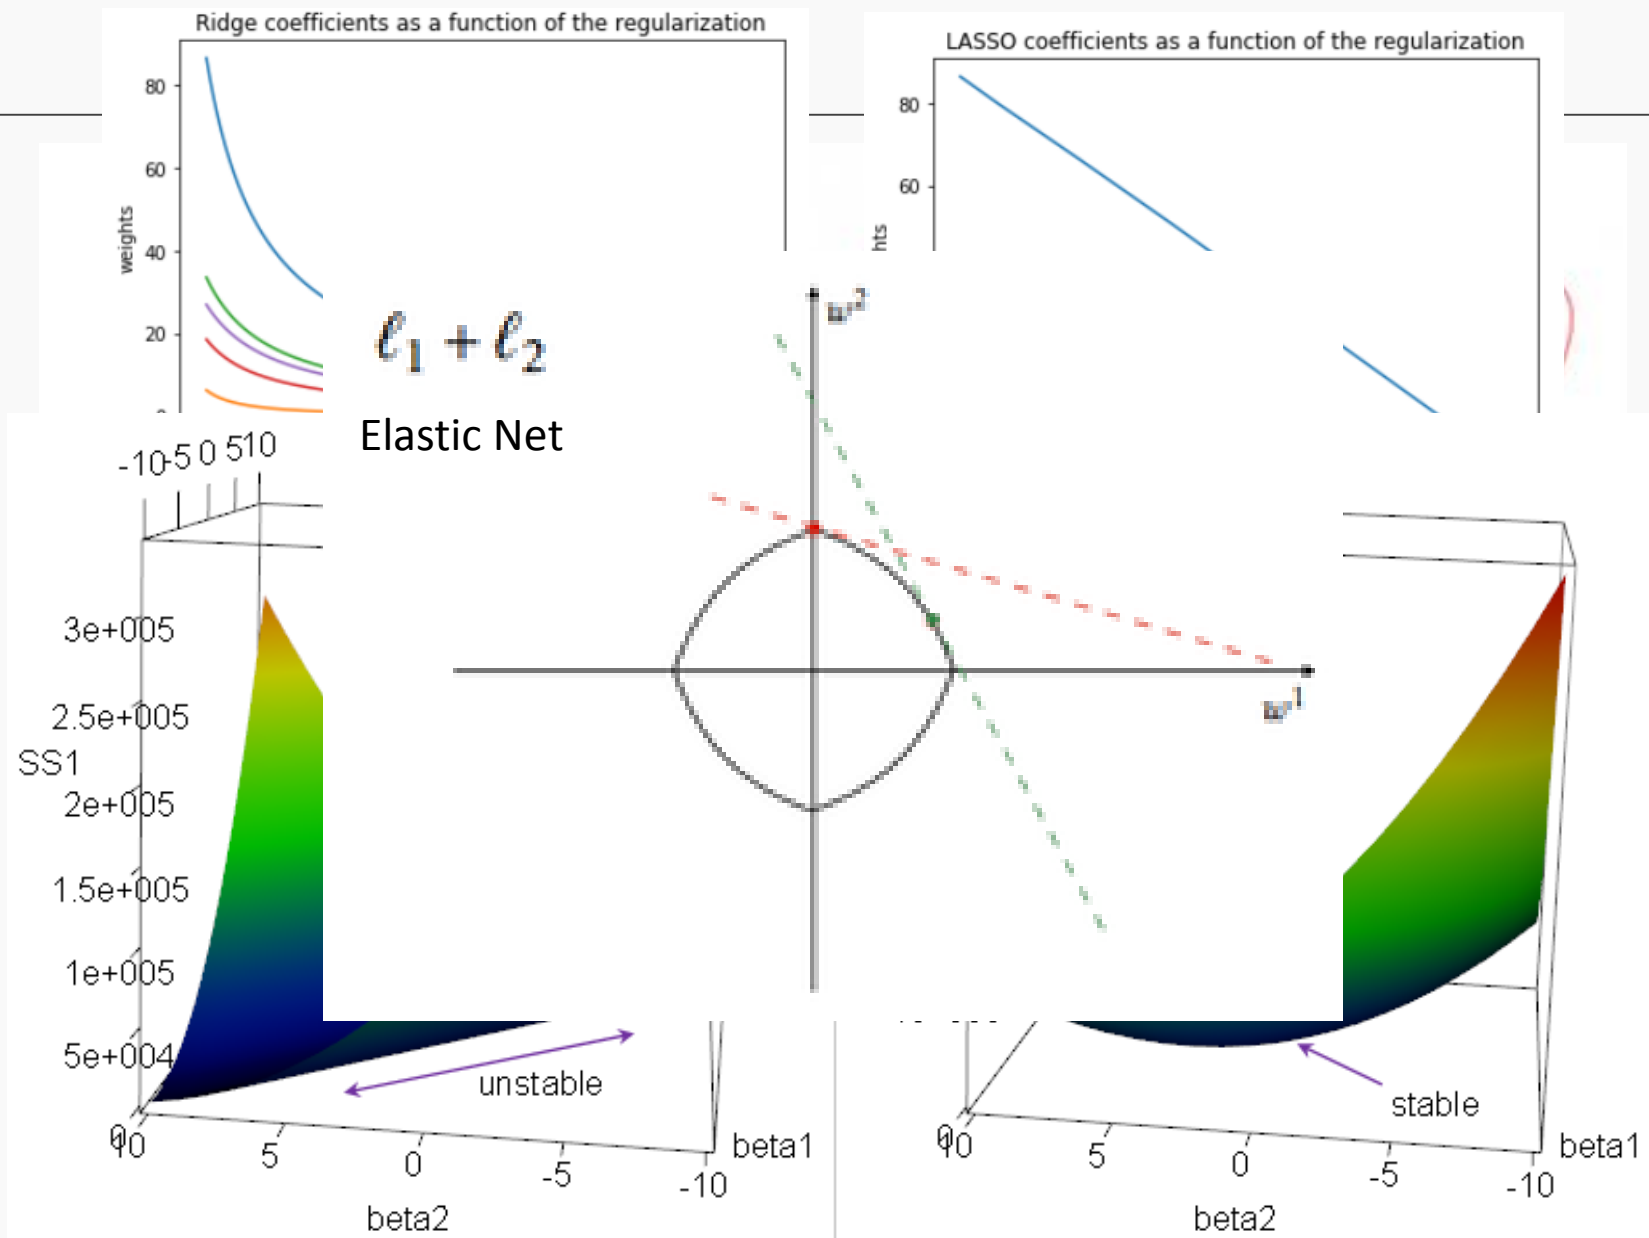 Ridge coefficients as a function of the regularization
LASSO coefficients as a function of the regularization
80
60
40
20
weights
80
60
hts
ℓ1 + ℓ2
Elastic Net
w2
w1
-10 -5 0 5 10
3e+005
2.5e+005
SS1
2e+005
1.5e+005
1e+005
5e+004
unstable
10
5
0
-5
-10
beta1
beta2
stable
10
5
0
-5
-10
beta1
beta2